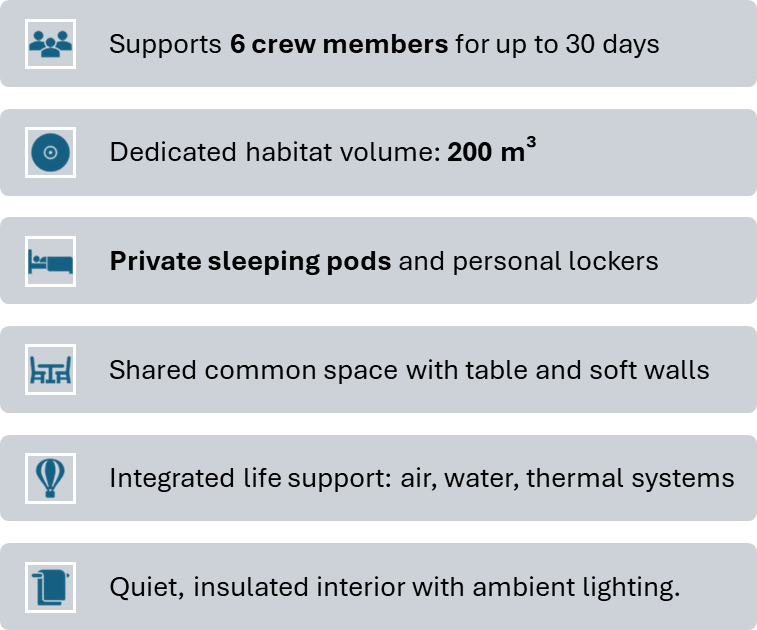 Supports 6 crew members for up to 30 days
Dedicated habitat volume: 200 m³
Private sleeping pods and personal lockers
Shared common space with table and soft walls
Integrated life support: air, water, thermal systems
Quiet, insulated interior with ambient lighting.